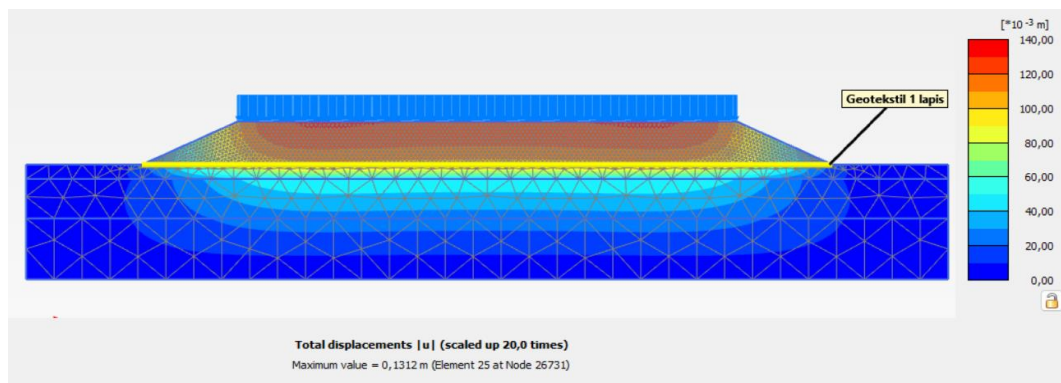 [*10 -3 m]
140,00
120,00
100,00
80,00
60,00
40,00
20,00
0,00
Geotekstil 1 lapis
Total displacements |u| (scaled up 20,0 times)
Maximum value = 0,1312 m (Element 25 at Node 26731)